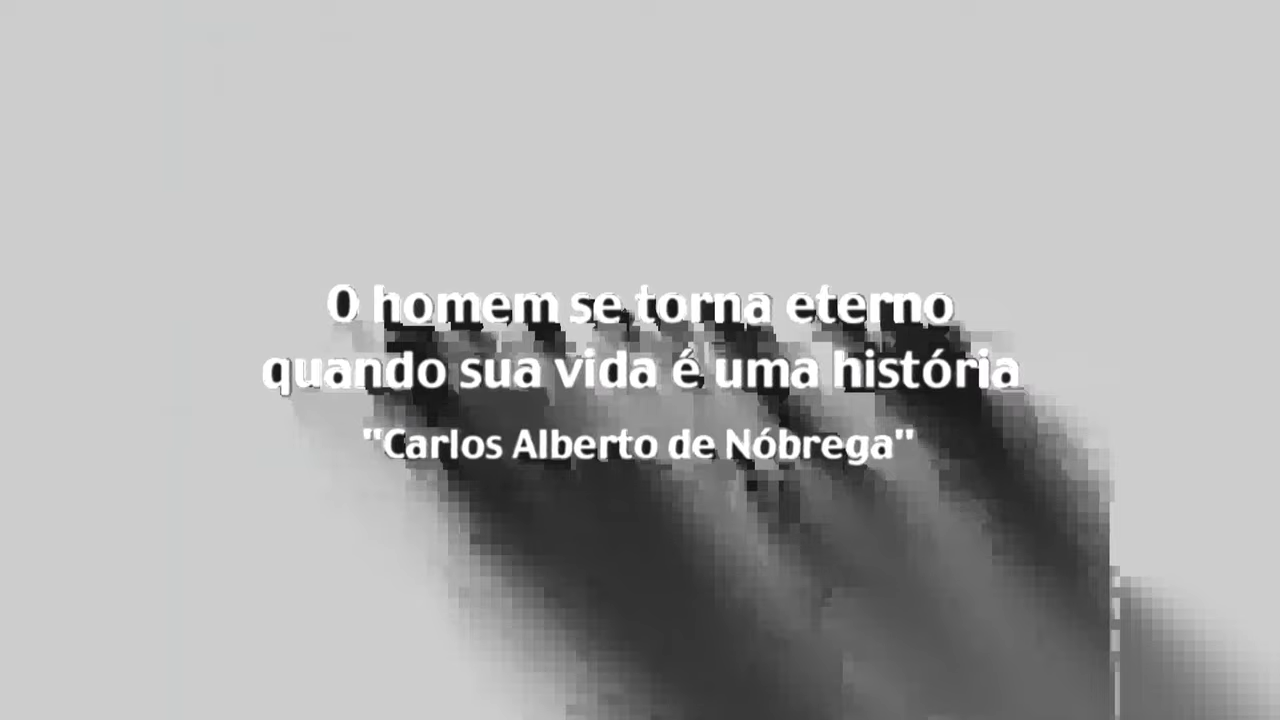 O homem se torna eterno
quando sua vida é uma história
"Carlos Alberto de Nóbrega"